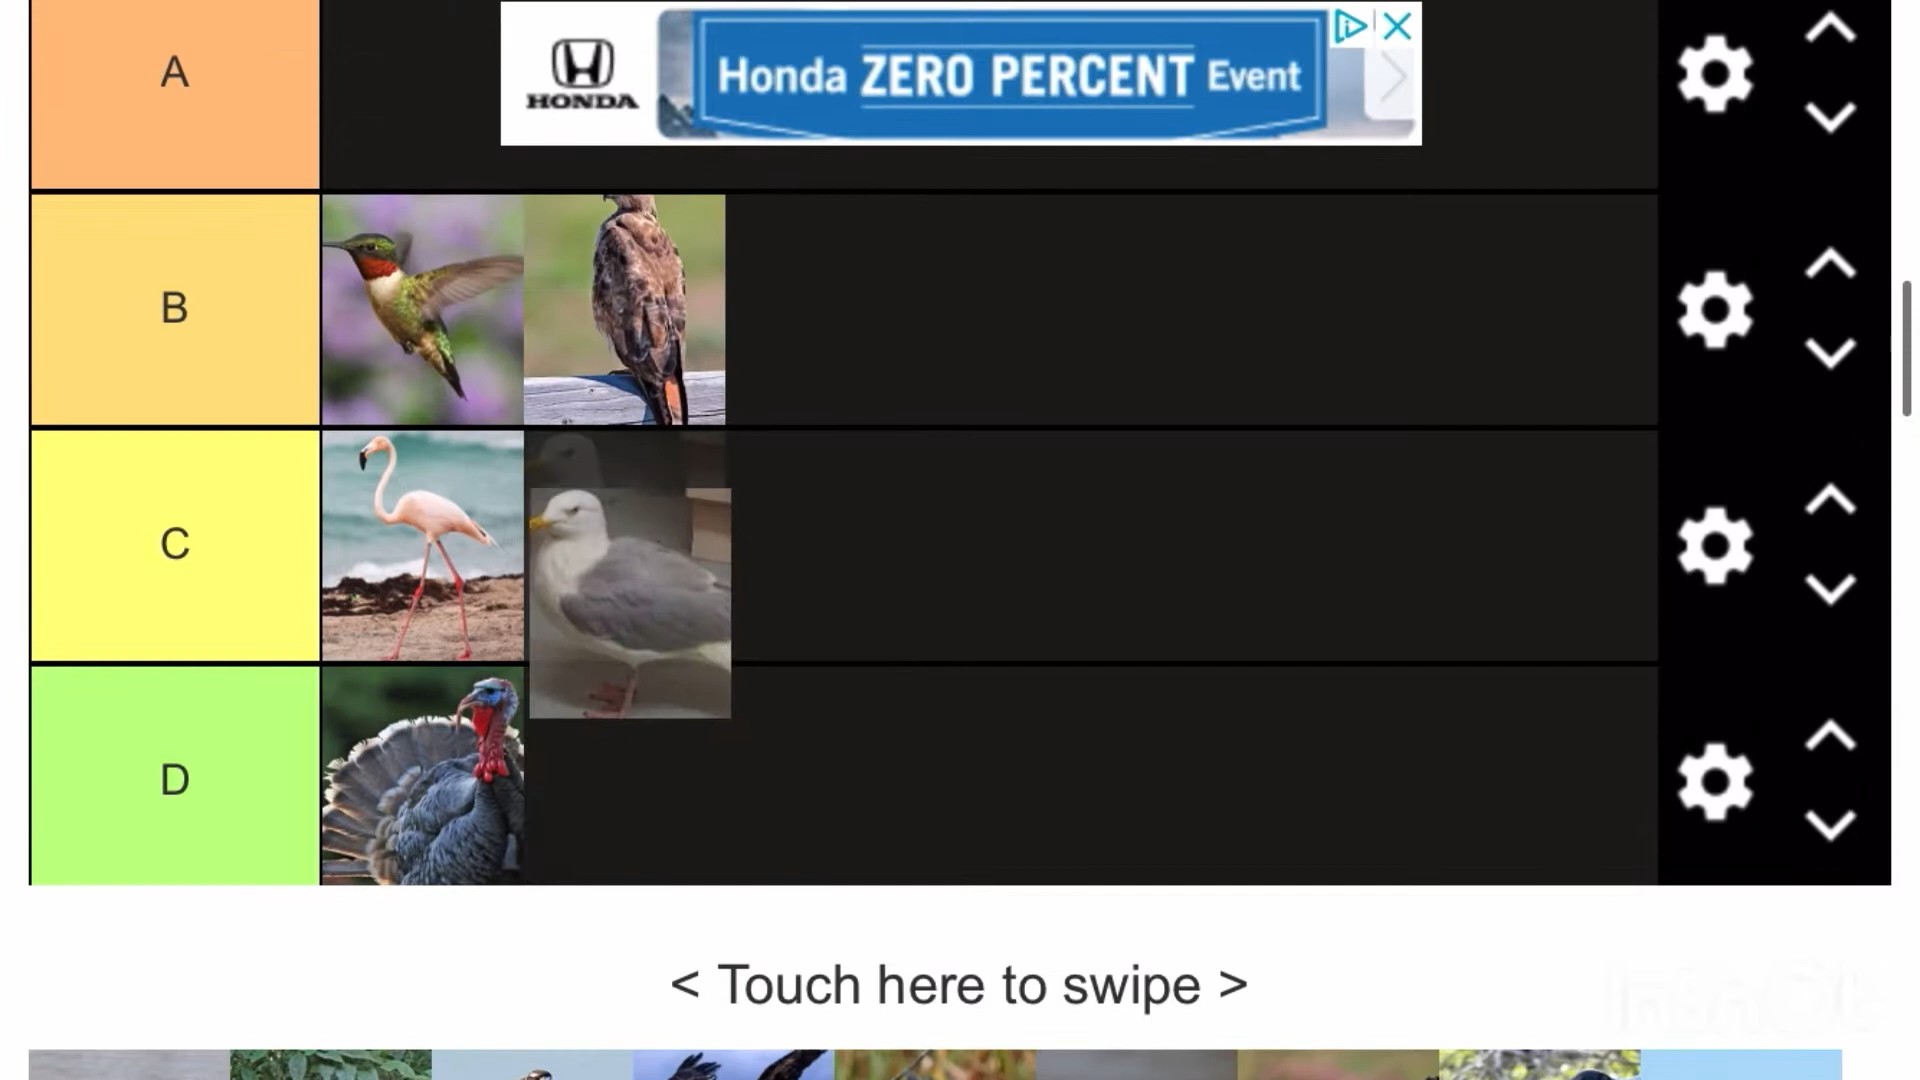 A
HONDA
Honda ZERO PERCENT Event
B
C
D
< Touch here to swipe >